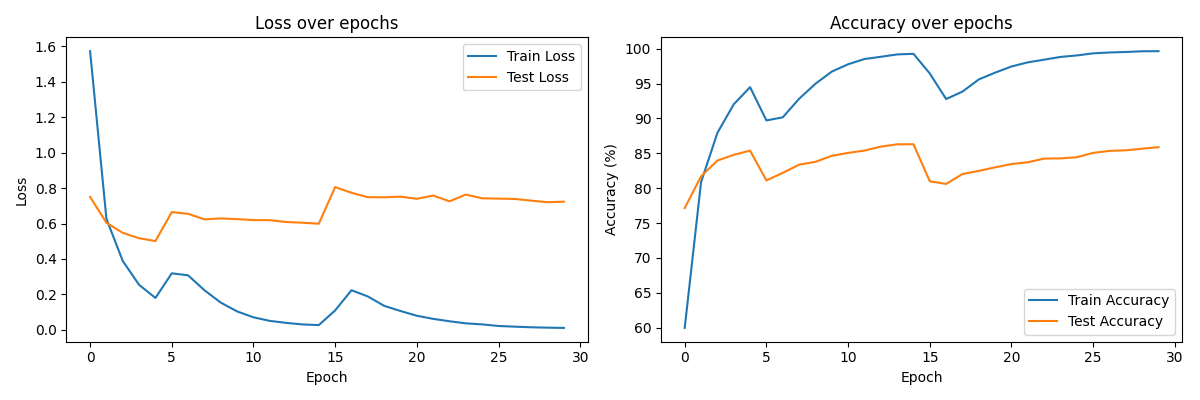 Loss over epochs
Train Loss
Test Loss
1.6
1.4
1.2
1.0
0.8
0.6
0.4
0.2
0.0
Loss
0 5 10 15 20 25 30
Epoch
Accuracy over epochs
100
95
90
85
80
75
70
65
60
Accuracy (%)
Train Accuracy
Test Accuracy
0 5 10 15 20 25 30
Epoch